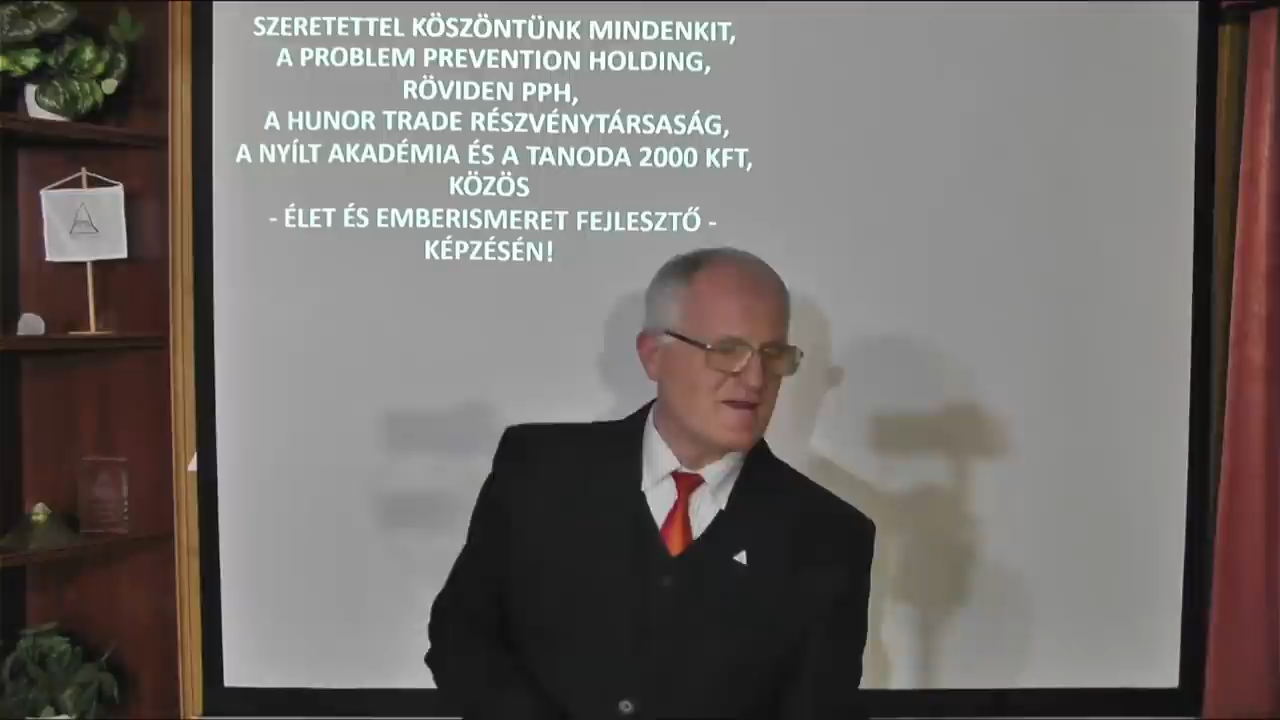 SZERETETTEL KÖSZÖNTÜNK MINDENKIT,
A PROBLEM PREVENTION HOLDING,
RÖVIDEN PPH,
A HUNOR TRADE RÉSZVÉNYTÁRSASÁG,
A NYÍLT AKADÉMIA ÉS A TANODA 2000 KFT,
KÖZÖS
- ÉLET ÉS EMBERISMERET FEJLESZTŐ -
KÉPZÉSÉN!